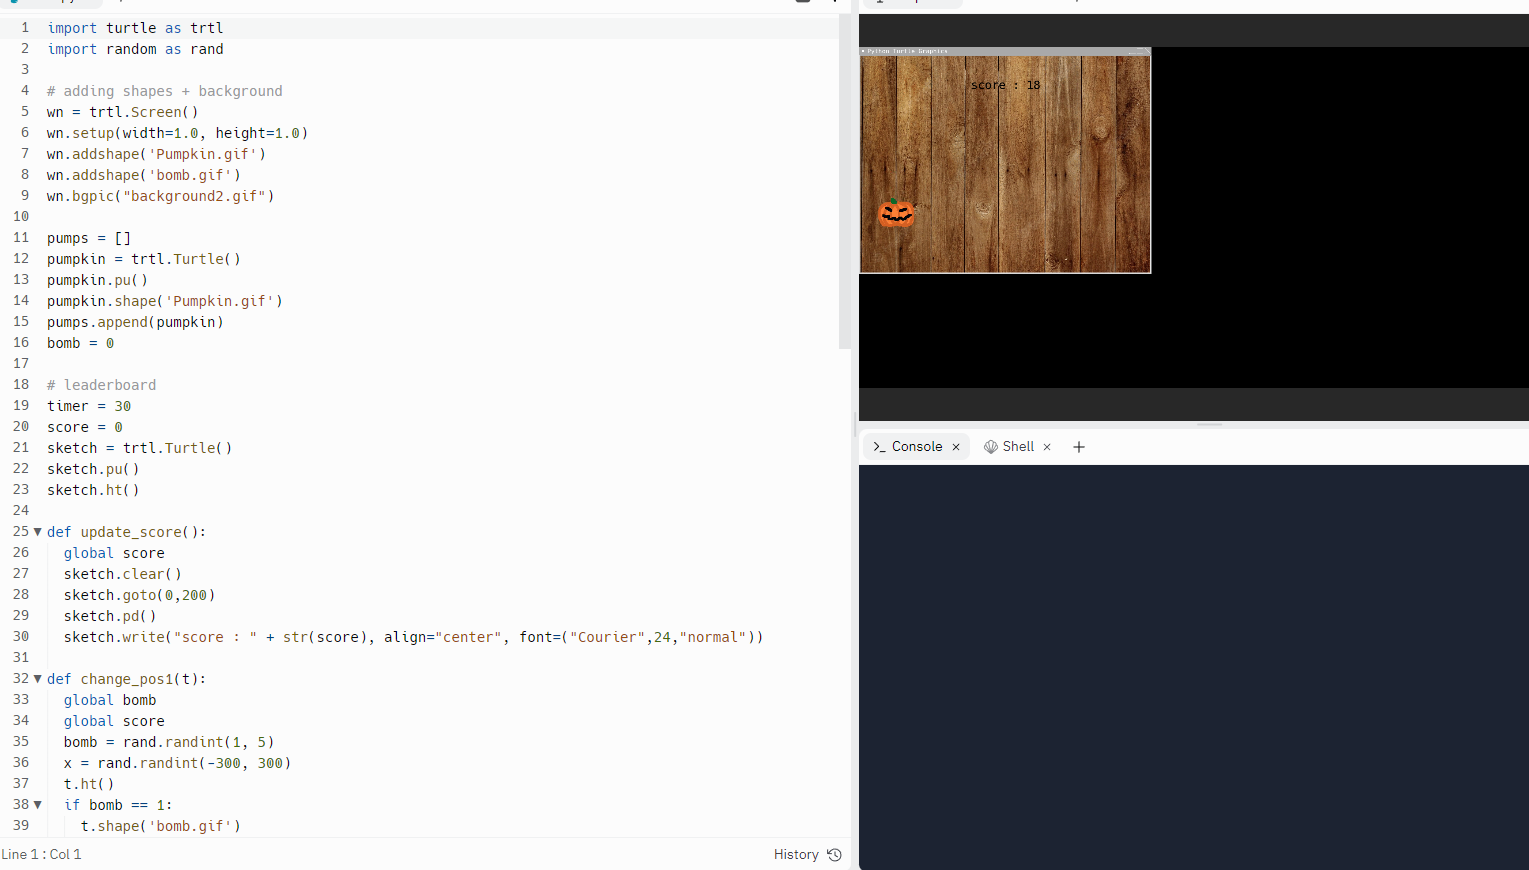 1 import turtle as trtl
2 import random as rand
3
4 # adding shapes + background
5 wn = trtl.Screen()
6 wn.setup(width=1.0, height=1.0)
7 wn.addshape('Pumpkin.gif')
8 wn.addshape('bomb.gif')
9 wn.bgpic("background2.gif")
10
11 pumps = []
12 pumpkin = trtl.Turtle()
13 pumpkin.pu()
14 pumpkin.shape('Pumpkin.gif')
15 pumps.append(pumpkin)
16 bomb = 0
17
18 # leaderboard
19 timer = 30
20 score = 0
21 sketch = trtl.Turtle()
22 sketch.pu()
23 sketch.ht()
24
25 def update_score():
26 global score
27 sketch.clear()
28 sketch.goto(0,200)
29 sketch.pd()
30 sketch.write("score : " + str(score), align="center", font=("Courier",24,"normal"))
31
32 def change_pos1(t):
33 global bomb
34 global score
35 bomb = rand.randint(1, 5)
36 x = rand.randint(-300, 300)
37 t.ht()
38 if bomb == 1:
39 t.shape('bomb.gif')
Line 1 : Col 1
History
Python Turtle Graphics
score : 18
Console
Shell